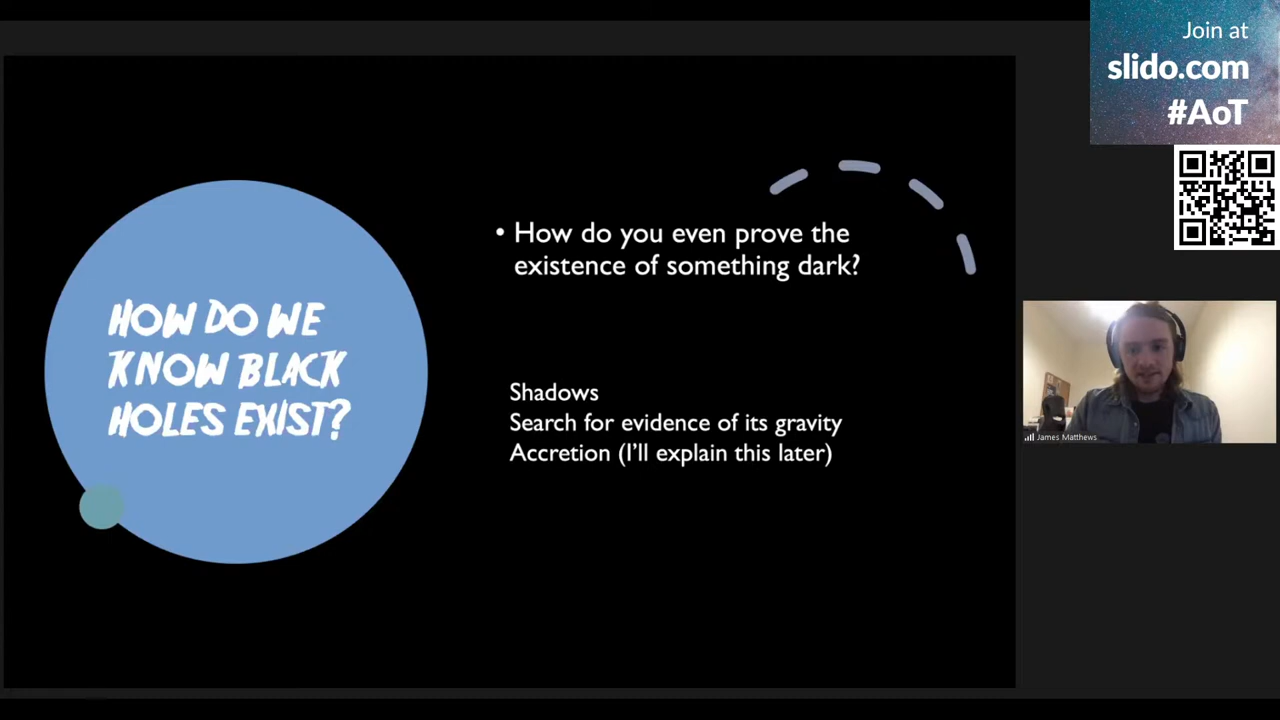 Join at
slido.com
#AoT
HOW DO WE
KNOW BLACK
HOLES EXIST?
• How do you even prove the
existence of something dark?
Shadows
Search for evidence of its gravity
Accretion (I'll explain this later)
James Matthews